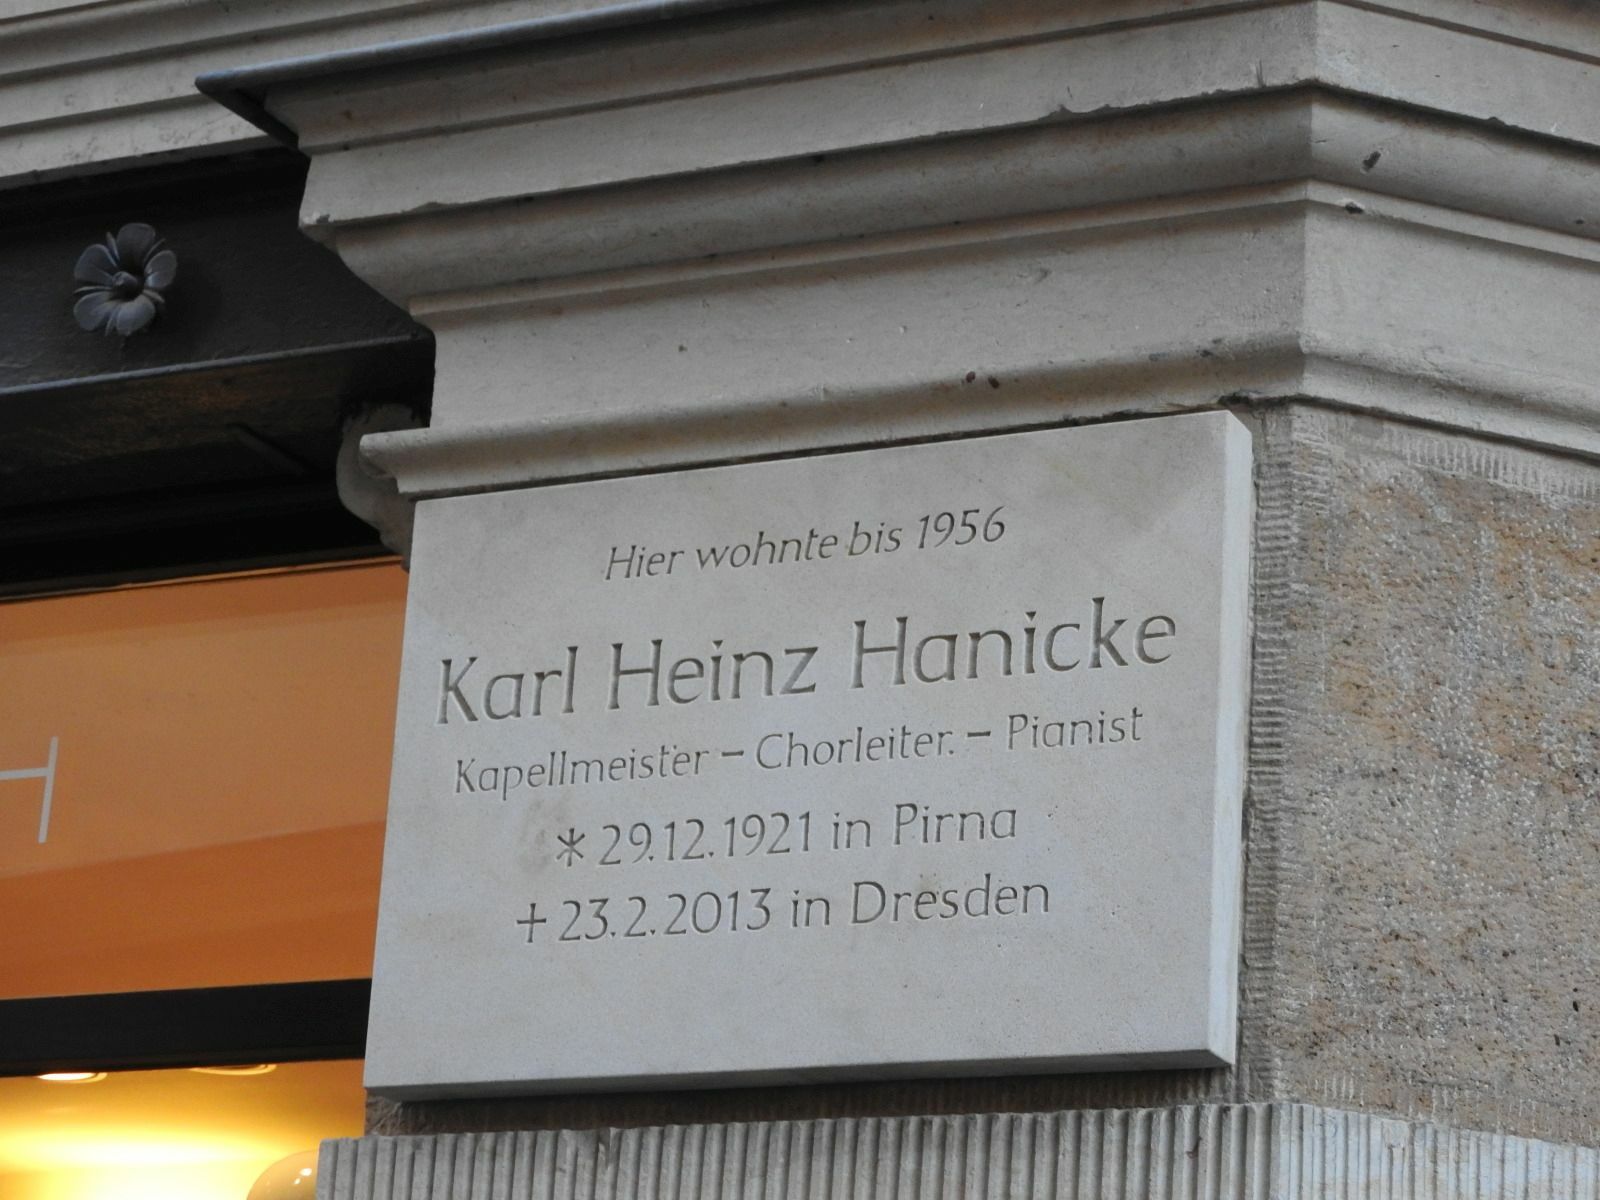 Hier wohnte bis 1956
Karl Heinz Hanicke
Kapellmeister – Chorleiter. – Pianist
* 29.12.1921 in Pirna
+ 23.2.2013 in Dresden